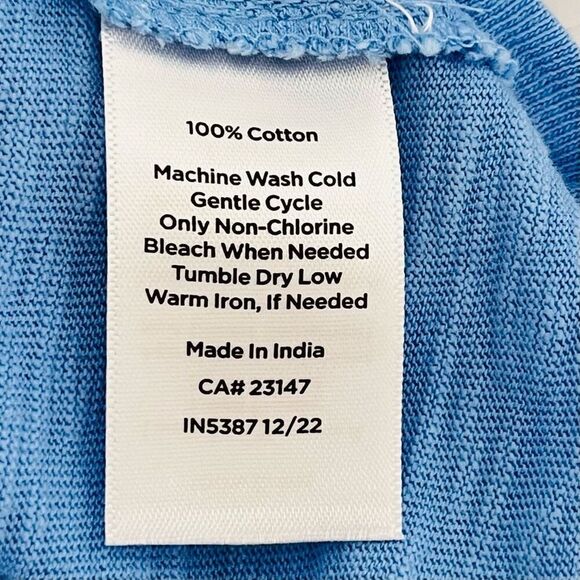 100% Cotton
Machine Wash Cold
Gentle Cycle
Only Non-Chlorine
Bleach When Needed
Tumble Dry Low
Warm Iron, If Needed
Made In India
CA# 23147
IN5387 12/22